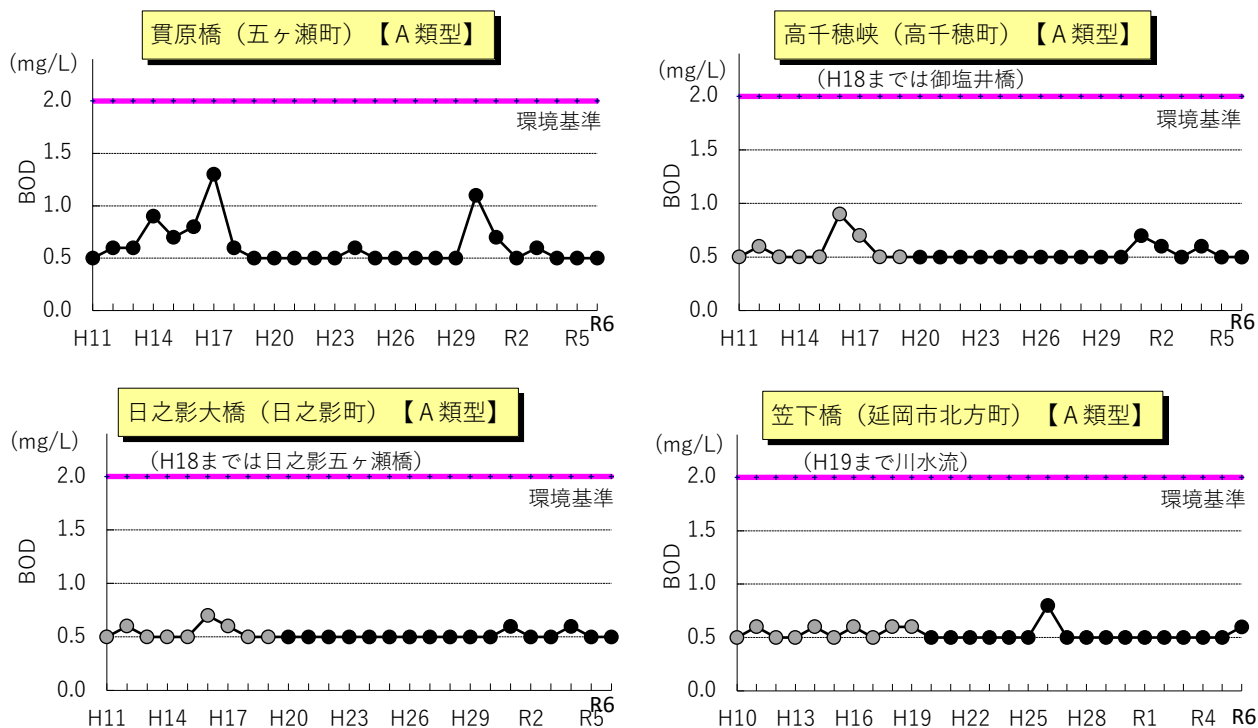 貫原橋（五ヶ瀬町）【A類型】
(mg/L)
2.0
環境基準
1.5
1.0
0.5
0.0
BOD
H11 H14 H17 H20 H23 H26 H29 R2 R5 R6
高千穂峡（高千穂町）【A類型】
(mg/L)
（H18までは御塩井橋）
2.0
環境基準
1.5
1.0
0.5
0.0
BOD
H11 H14 H17 H20 H23 H26 H29 R2 R5 R6
日之影大橋（日之影町）【A類型】
(mg/L)
（H18までは日之影五ヶ瀬橋）
2.0
環境基準
1.5
1.0
0.5
0.0
BOD
H11 H14 H17 H20 H23 H26 H29 R2 R5 R6
笠下橋（延岡市北方町）【A類型】
(mg/L)
（H19まで川水流）
2.0
環境基準
1.5
1.0
0.5
0.0
BOD
H10 H13 H16 H19 H22 H25 H28 R1 R4 R6